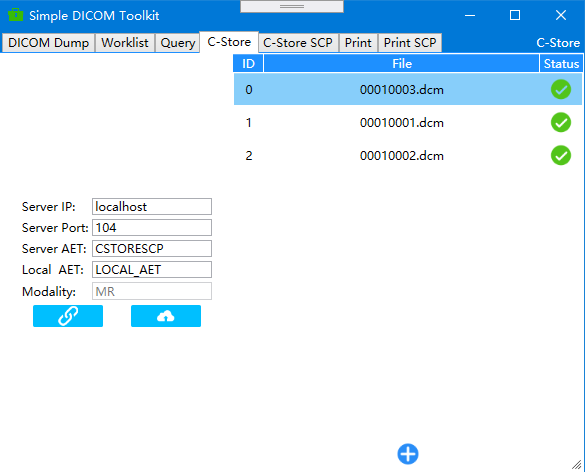 Simple DICOM Toolkit
DICOM Dump Worklist Query C-Store C-Store SCP Print Print SCP C-Store
ID File Status
0 00010003.dcm
1 00010001.dcm
2 00010002.dcm
Server IP: localhost
Server Port: 104
Server AET: CSTORESCP
Local AET: LOCAL_AET
Modality: MR